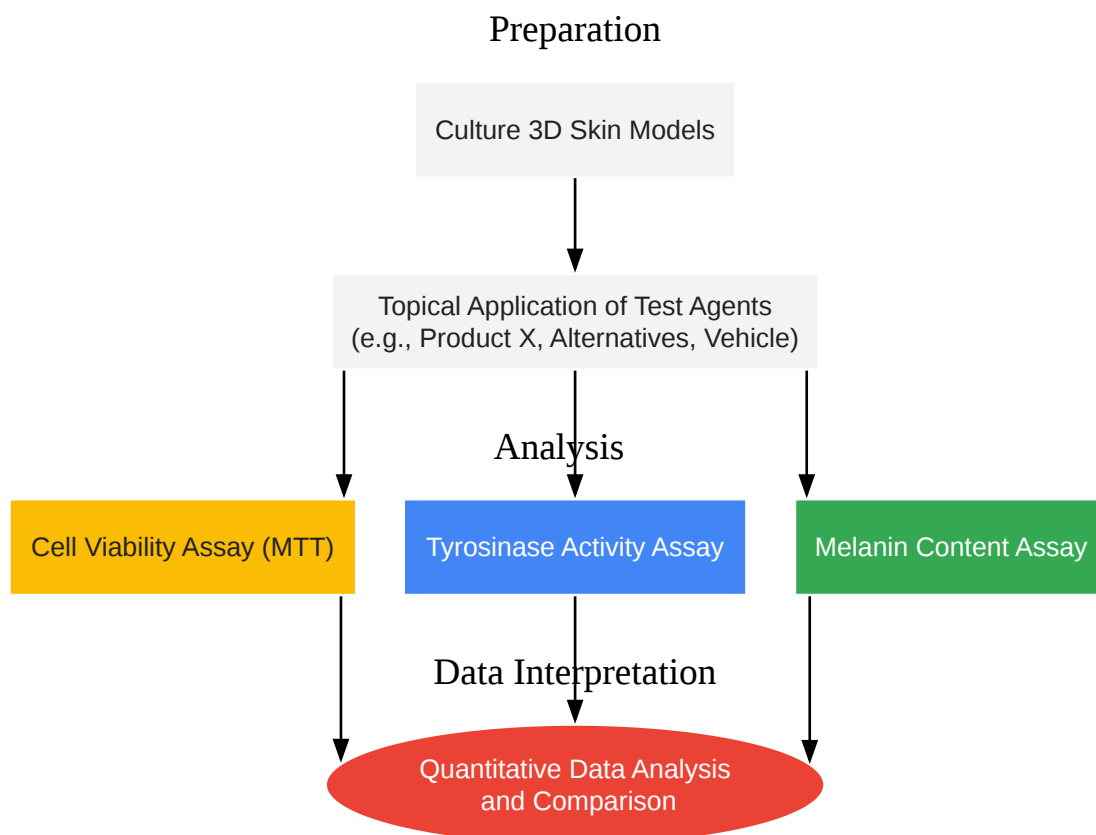 Preparation
Culture 3D Skin Models
Topical Application of Test Agents
(e.g., Product X, Alternatives, Vehicle)
Analysis
Cell Viability Assay (MTT)
Tyrosinase Activity Assay
Melanin Content Assay
Data Interpretation
Quantitative Data Analysis
and Comparison